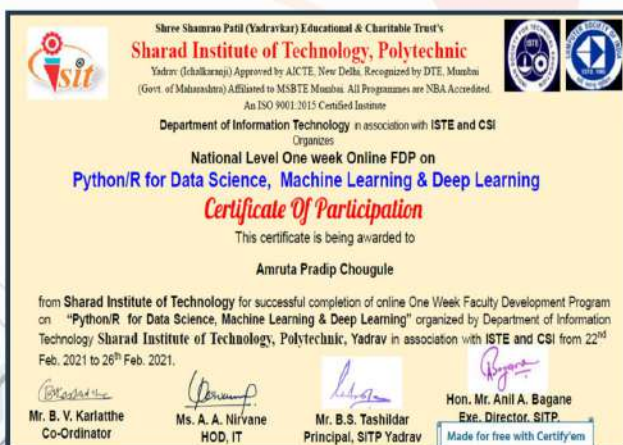 Shree Shamrao Patil (Yadravkar) Educational & Charitable Trust's
Sharad Institute of Technology, Polytechnic
Yadrav (Ichalkaranji) Approved by AICTE, New Delhi, Recognized by DTE, Mumbai
(Govt. of Maharashtra) Affiliated to MSBTE Mumbai. All Programmes are NBA Accredited.
An ISO 9001:2015 Certified Institute
sit
ISTE
COMPUTER SOCIETY OF INDIA
Department of Information Technology in association with ISTE and CSI
Organizes
National Level One week Online FDP on
Python/R for Data Science, Machine Learning & Deep Learning
Certificate Of Participation
This certificate is being awarded to
Amruta Pradip Chougule
from Sharad Institute of Technology for successful completion of online One Week Faculty Development Program
on "Python/R for Data Science, Machine Learning & Deep Learning" organized by Department of Information
Technology Sharad Institute of Technology, Polytechnic, Yadrav in association with ISTE and CSI from 22nd
Feb. 2021 to 26th Feb. 2021.
Mr. B. V. Karlatthe
Co-Ordinator
Ms. A. A. Nirvane
HOD, IT
Mr. B.S. Tashildar
Principal, SITP Yadrav
Hon. Mr. Anil A. Bagane
Exe. Director, SITP,
Made for free with Certify'em